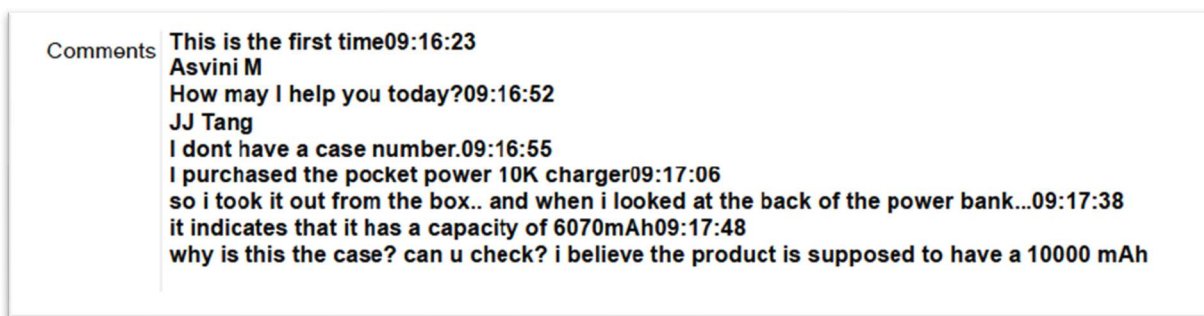 Comments
This is the first time09:16:23
Asvini M
How may I help you today?09:16:52
JJ Tang
I dont have a case number.09:16:55
I purchased the pocket power 10K charger09:17:06
so i took it out from the box.. and when i looked at the back of the power bank...09:17:38
it indicates that it has a capacity of 6070mAh09:17:48
why is this the case? can u check? i believe the product is supposed to have a 10000 mAh